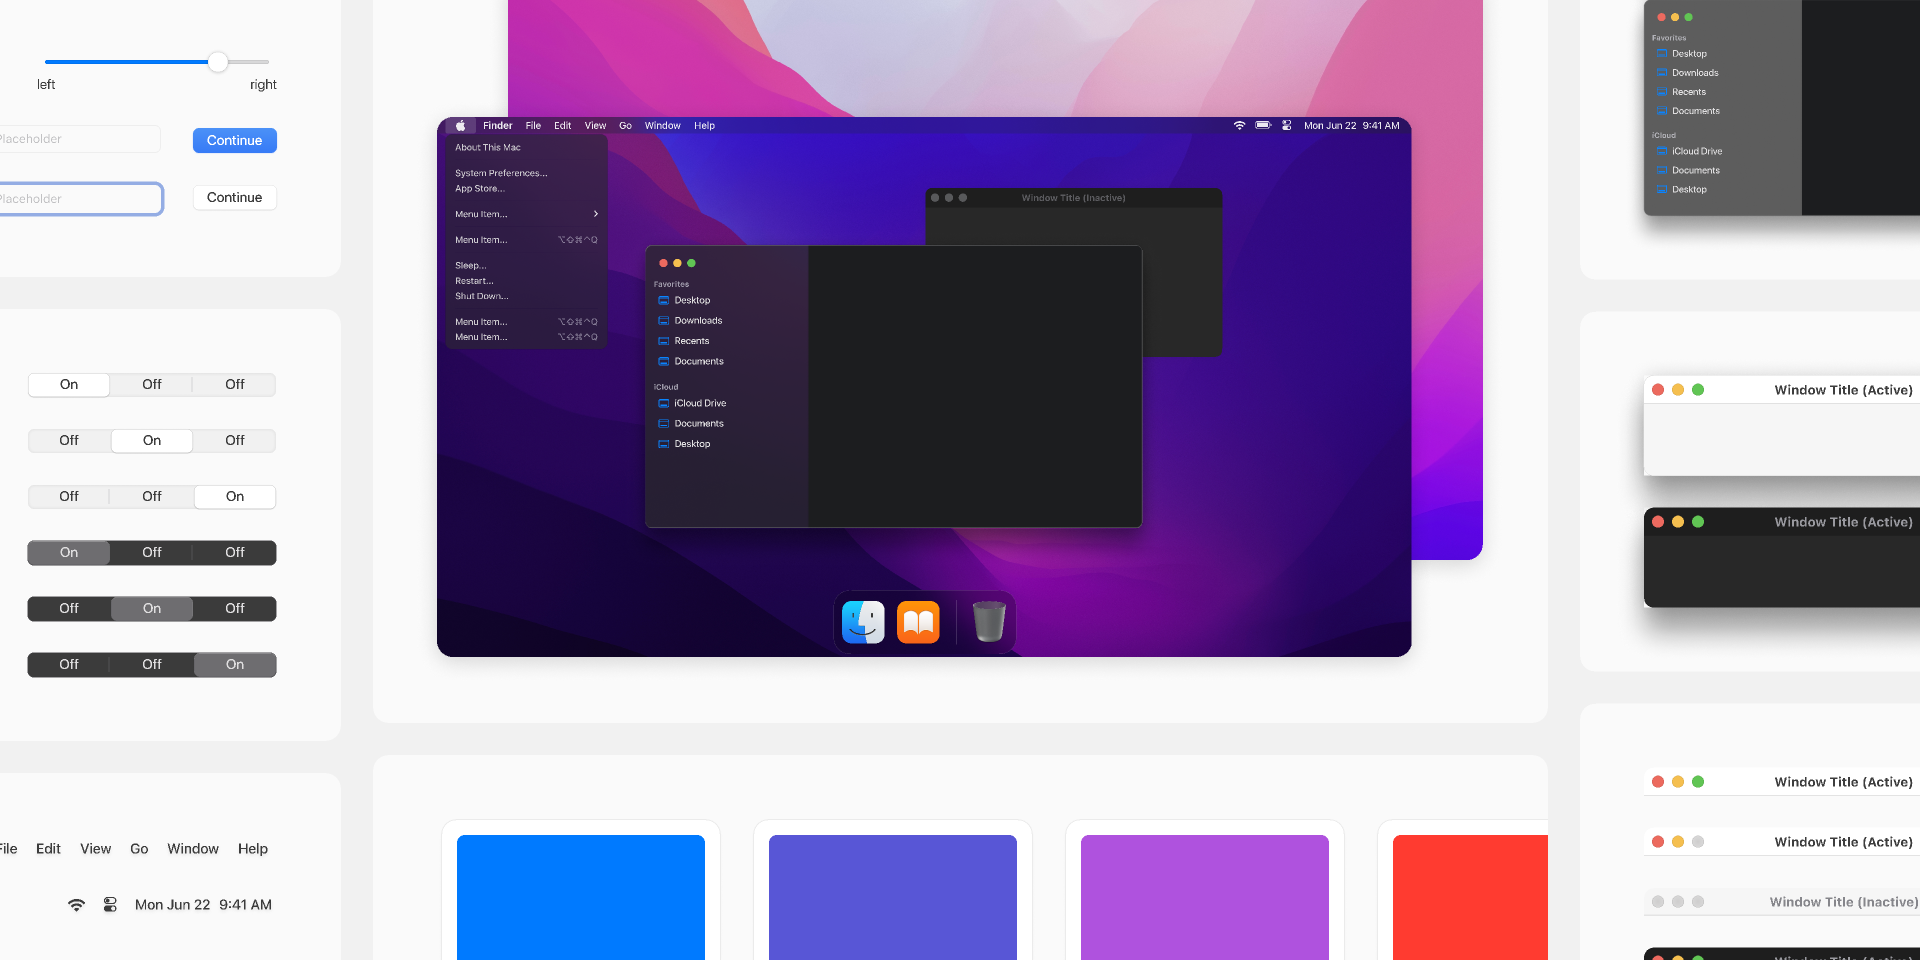 left right
Placeholder
Continue
Placeholder
Continue
On Off Off
Off On Off
Off Off On
On Off Off
Off On Off
Off Off On
File Edit View Go Window Help
Mon Jun 22 9:41 AM
Finder File Edit View Go Window Help
Mon Jun 22 9:41 AM
About This Mac
System Preferences...
App Store...
Menu Item...
Menu Item... ⌥⇧⌘^Q
Sleep...
Restart...
Shut Down...
Menu Item... ⌥⇧⌘^Q
Menu Item... ⌥⇧⌘^Q
Window Title (Inactive)
Favorites
Desktop
Downloads
Recents
Documents
iCloud
iCloud Drive
Documents
Desktop
Favorites
Desktop
Downloads
Recents
Documents
iCloud
iCloud Drive
Documents
Desktop
Window Title (Active)
Window Title (Active)
Window Title (Active)
Window Title (Active)
Window Title (Inactive)
Window Title (Active)